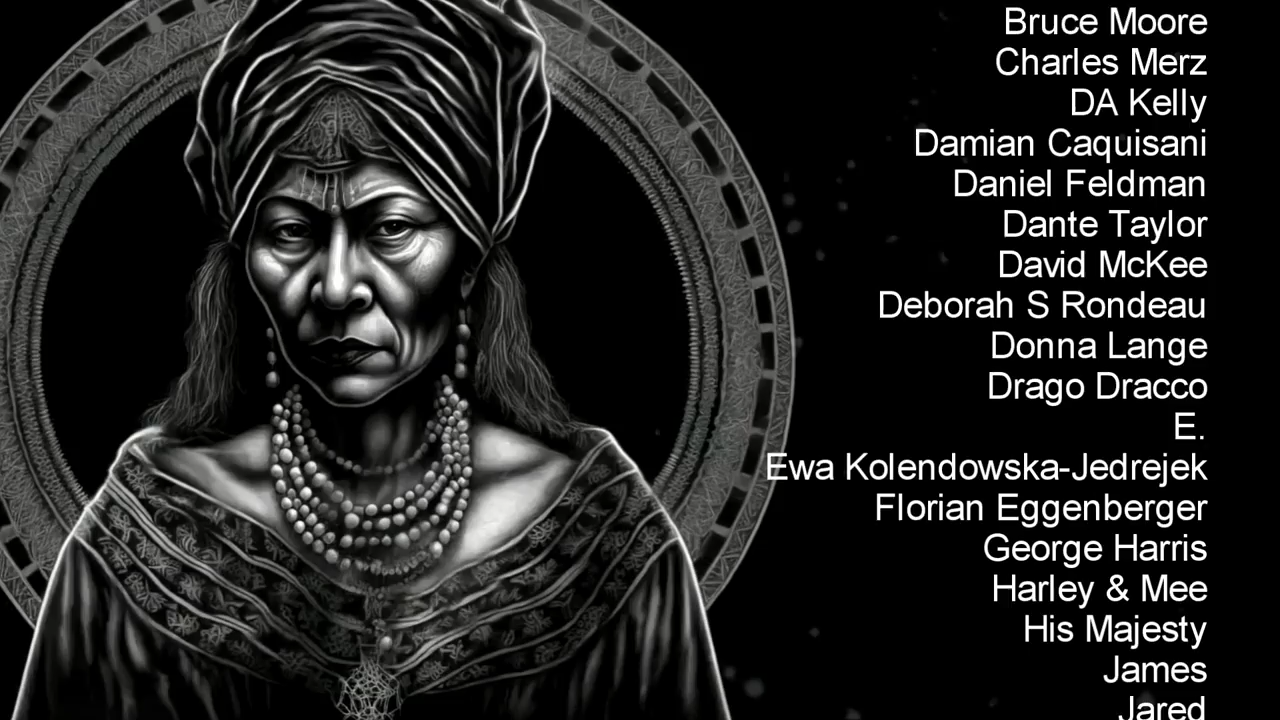 Bruce Moore
Charles Merz
DA Kelly
Damian Caquisani
Daniel Feldman
Dante Taylor
David McKee
Deborah S Rondeau
Donna Lange
Drago Dracco
E.
Ewa Kolendowska-Jedrejek
Florian Eggenberger
George Harris
Harley & Mee
His Majesty
James
Jared